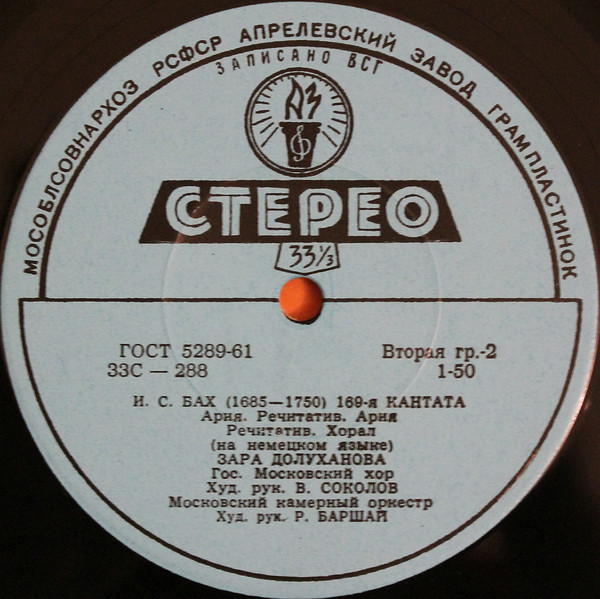 МОСОБЛСОВНАРХОЗ РСФСР АПРЕЛЕВСКИЙ ЗАВОД ГРАМПЛАСТИНОК
ЗАПИСАНО ВСГ
АЗ
СТЕРЕО
33⅓
ГОСТ 5289-61 Вторая гр.-2
33С — 288 1-50
И. С. БАХ (1685—1750) 169-я КАНТАТА
Ария. Речитатив. Ария
Речитатив. Хорал
(на немецком языке)
ЗАРА ДОЛУХАНОВА
Гос. Московский хор
Худ. рук. В. СОКОЛОВ
Московский камерный оркестр
Худ. рук. Р. БАРШАЙ